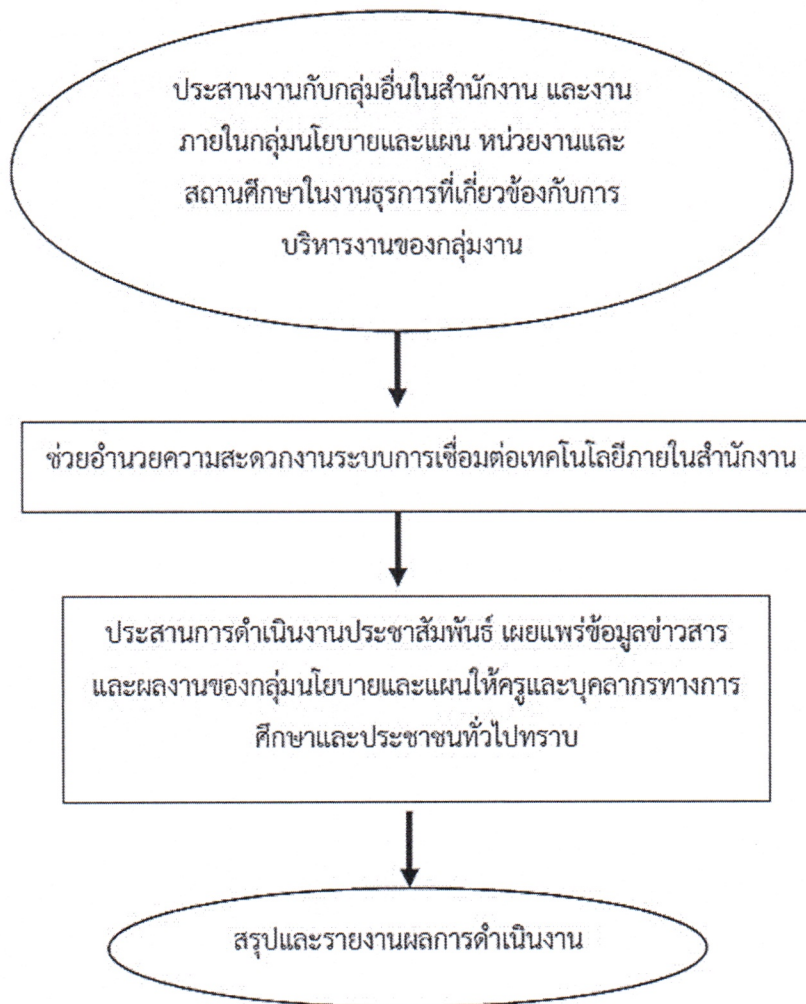 ประสานงานกับกลุ่มอื่นในสำนักงาน และงาน
ภายในกลุ่มนโยบายและแผน หน่วยงานและ
สถานศึกษาในงานธุรการที่เกี่ยวข้องกับการ
บริหารงานของกลุ่มงาน
ช่วยอำนวยความสะดวกงานระบบการเชื่อมต่อเทคโนโลยีภายในสำนักงาน
ประสานการดำเนินงานประชาสัมพันธ์ เผยแพร่ข้อมูลข่าวสาร
และผลงานของกลุ่มนโยบายและแผนให้ครูและบุคลากรทางการ
ศึกษาและประชาชนทั่วไปทราบ
สรุปและรายงานผลการดำเนินงาน